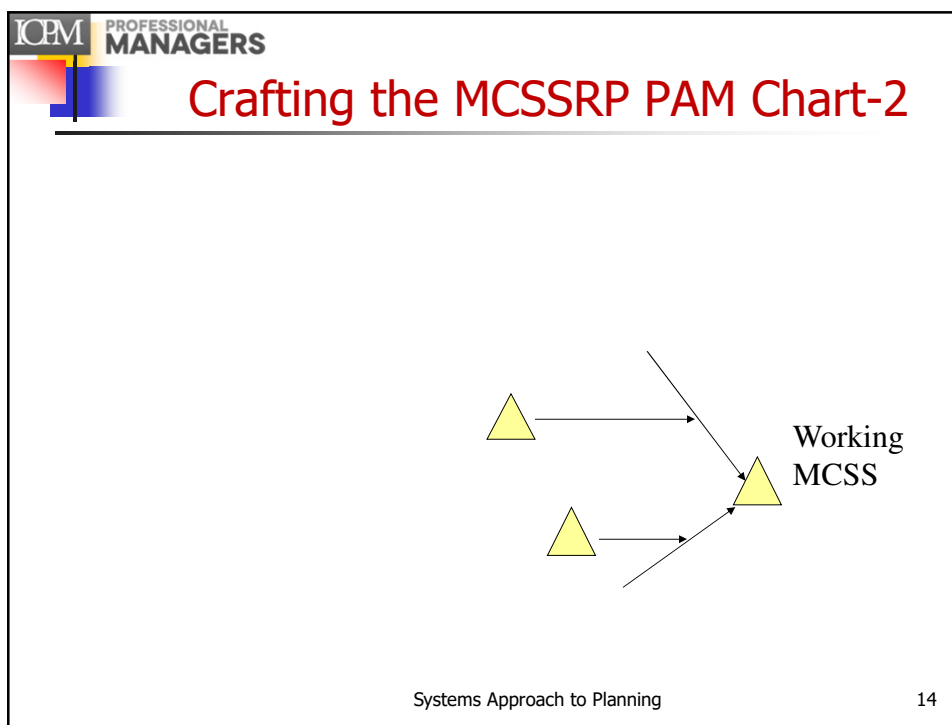 ICPM PROFESSIONAL
MANAGERS
Crafting the MCSSRP PAM Chart-2
Working
MCSS
Systems Approach to Planning 14